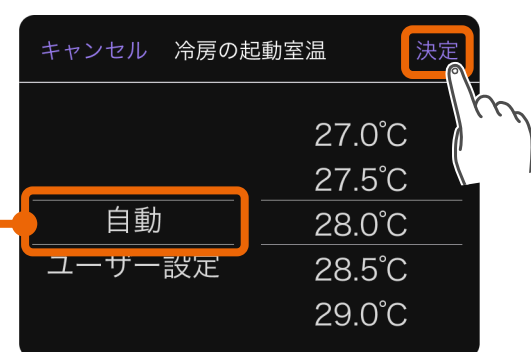 キャンセル 冷房の起動室温 決定
27.0℃
27.5℃
自動 28.0℃
ユーザー設定 28.5℃
29.0℃